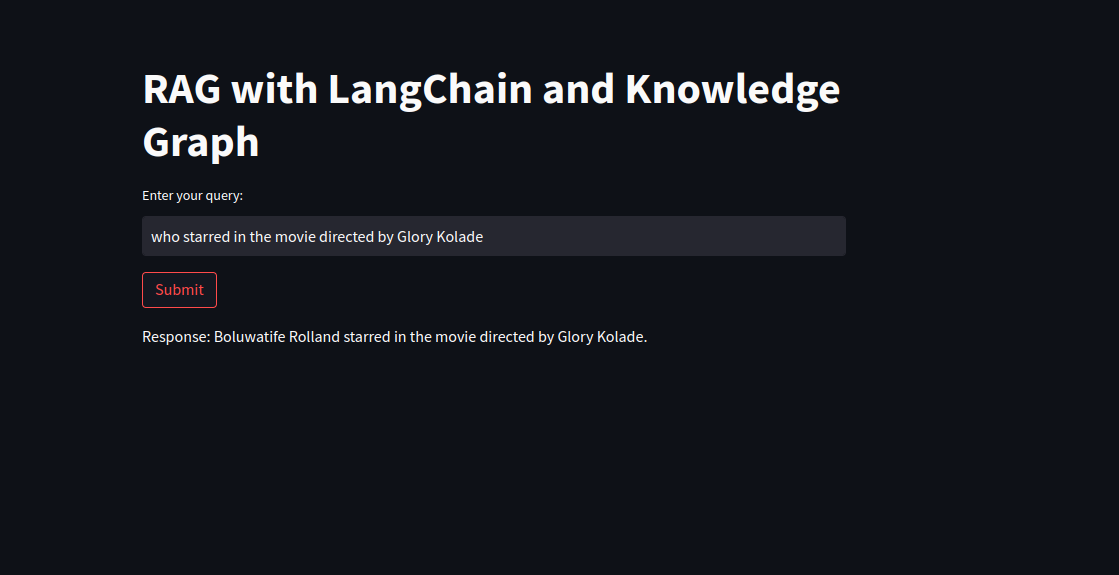 RAG with LangChain and Knowledge
Graph
Enter your query:
who starred in the movie directed by Glory Kolade
Submit
Response: Boluwatife Rolland starred in the movie directed by Glory Kolade.